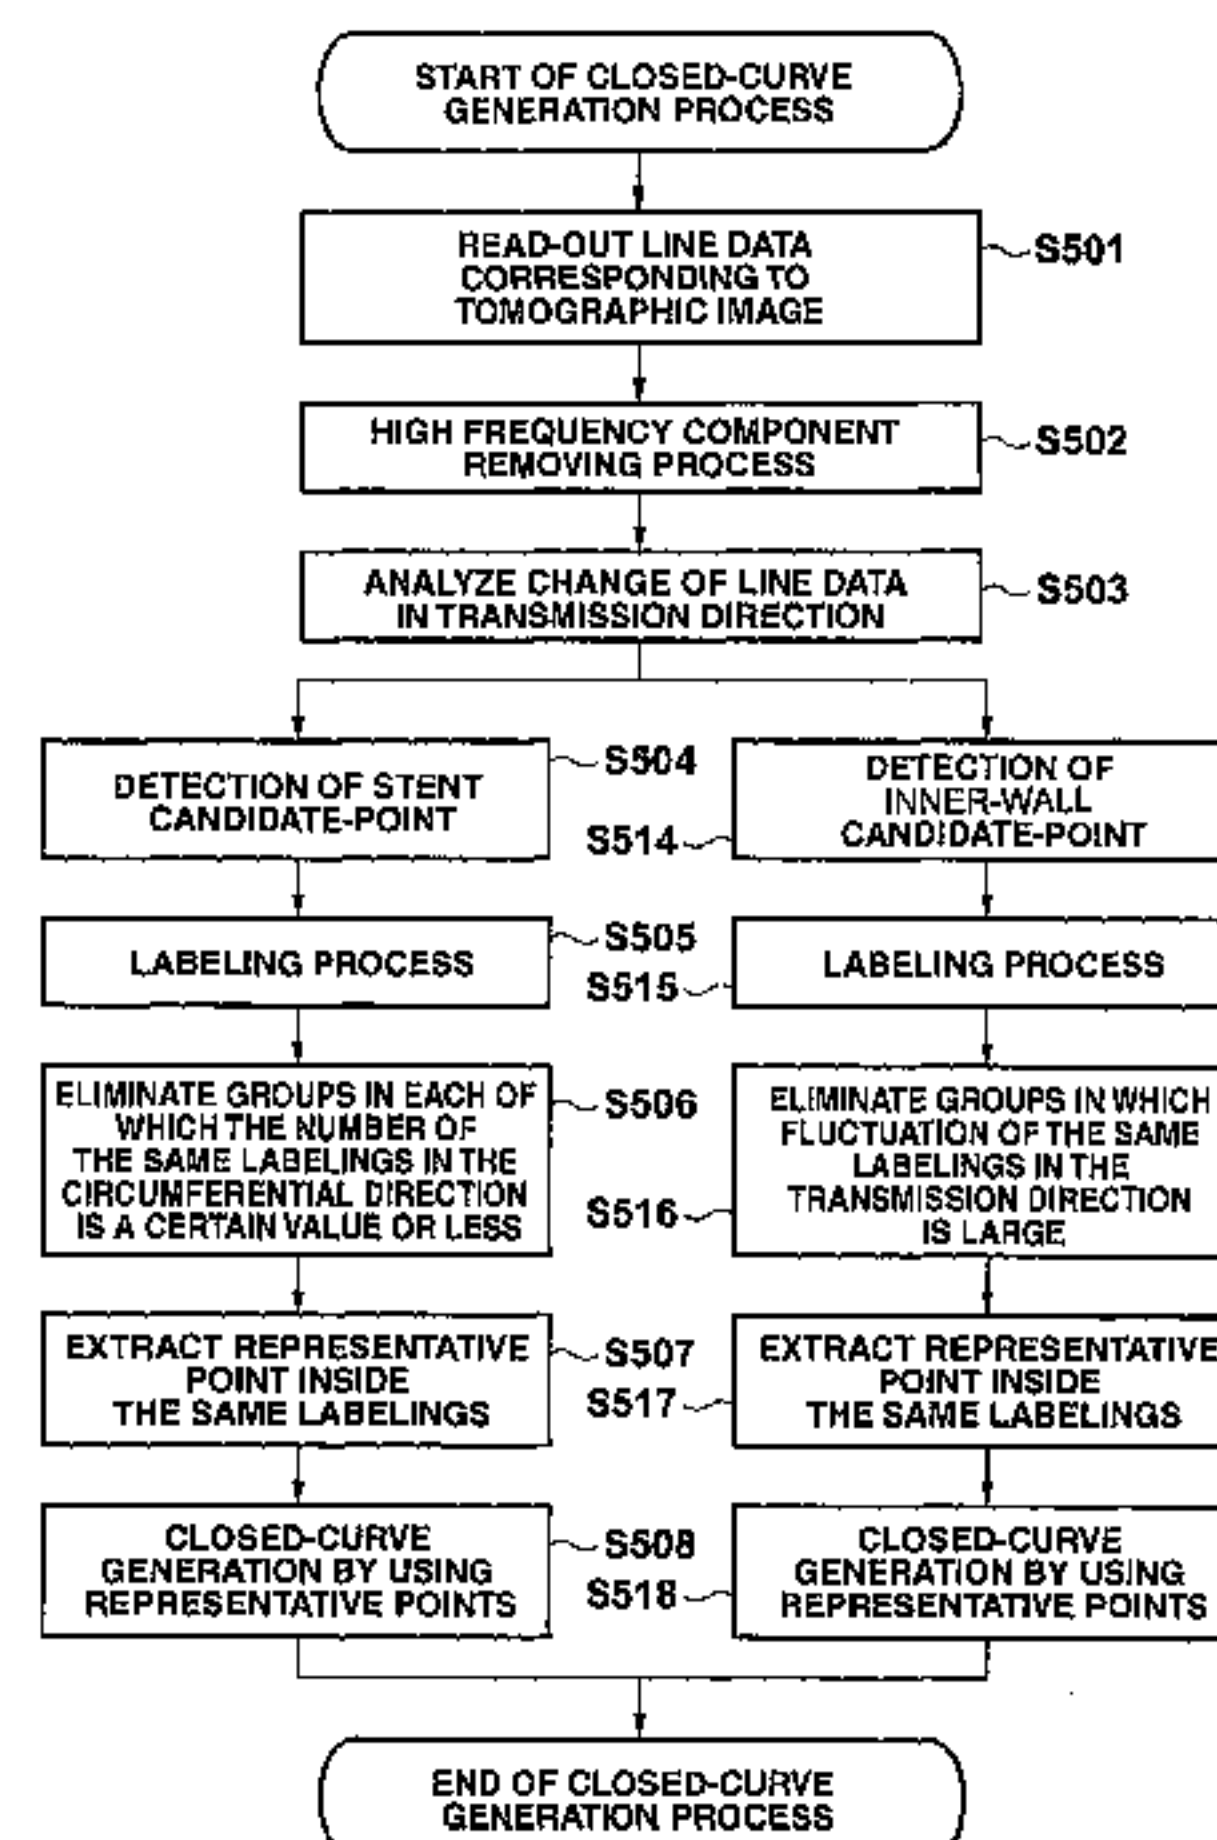 START OF CLOSED-CURVE
GENERATION PROCESS
READ-OUT LINE DATA
CORRESPONDING TO
TOMOGRAPHIC IMAGE
S501
HIGH FREQUENCY COMPONENT
REMOVING PROCESS
S502
ANALYZE CHANGE OF LINE DATA
IN TRANSMISSION DIRECTION
S503
DETECTION OF STENT
CANDIDATE-POINT
S504
DETECTION OF
INNER-WALL
CANDIDATE-POINT
S514
LABELING PROCESS
S505
LABELING PROCESS
S515
ELIMINATE GROUPS IN EACH OF
WHICH THE NUMBER OF
THE SAME LABELINGS IN THE
CIRCUMFERENTIAL DIRECTION
IS A CERTAIN VALUE OR LESS
S506
ELIMINATE GROUPS IN WHICH
FLUCTUATION OF THE SAME
LABELINGS IN THE
TRANSMISSION DIRECTION
IS LARGE
S516
EXTRACT REPRESENTATIVE
POINT INSIDE
THE SAME LABELINGS
S507
EXTRACT REPRESENTATIVE
POINT INSIDE
THE SAME LABELINGS
S517
CLOSED-CURVE
GENERATION BY USING
REPRESENTATIVE POINTS
S508
CLOSED-CURVE
GENERATION BY USING
REPRESENTATIVE POINTS
S518
END OF CLOSED-CURVE
GENERATION PROCESS